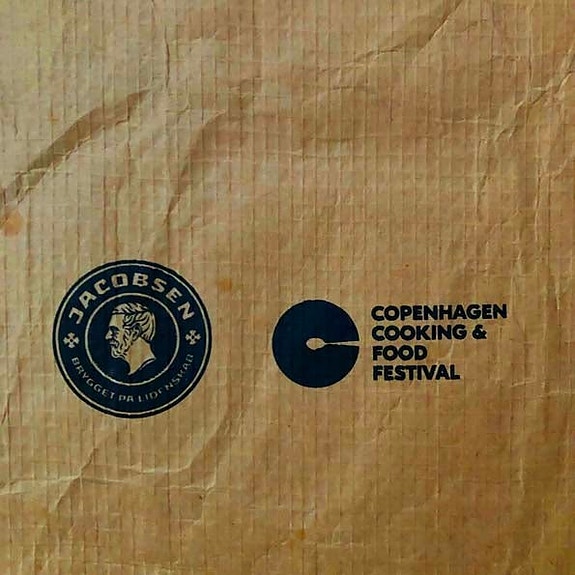 JACOBSEN
BRYGGET PÅ LIDENSKAB
COPENHAGEN
COOKING &
FOOD
FESTIVAL